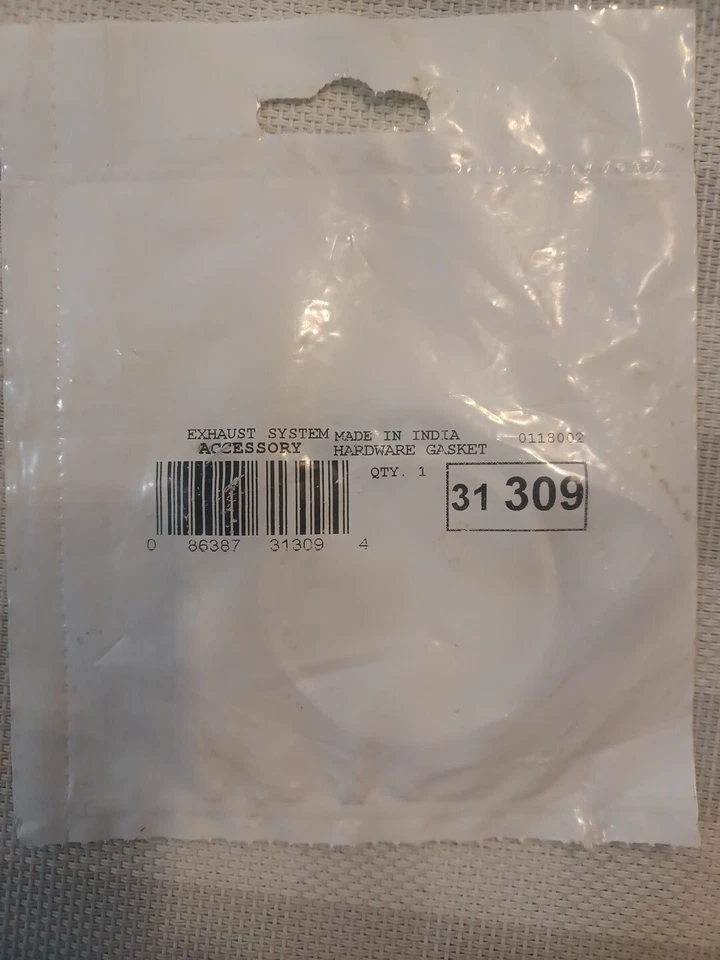 EXHAUST SYSTEM MADE IN INDIA 0118002
ACCESSORY HARDWARE GASKET
QTY. 1
31 309
0 86387 31309 4